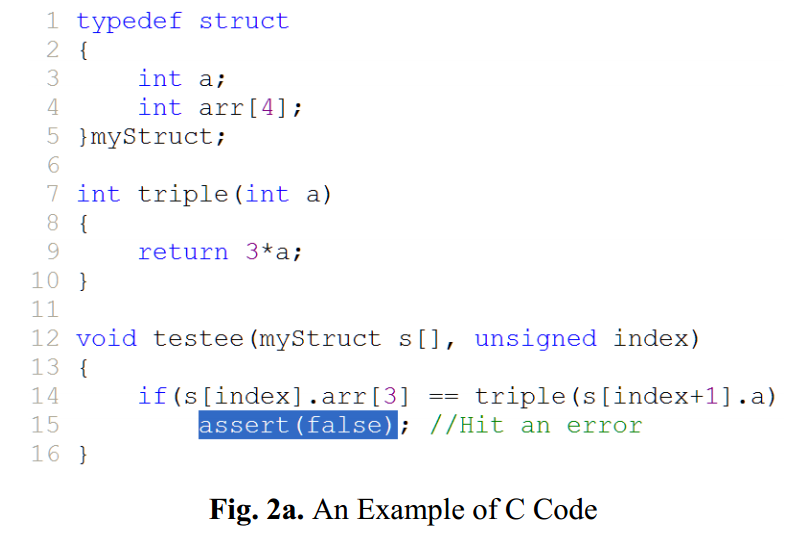 1 typedef struct
2 {
3     int a;
4     int arr[4];
5 }myStruct;
6
7 int triple(int a)
8 {
9     return 3*a;
10 }
11
12 void testee(myStruct s[], unsigned index)
13 {
14     if(s[index].arr[3] == triple(s[index+1].a)
15         assert(false); //Hit an error
16 }
Fig. 2a. An Example of C Code